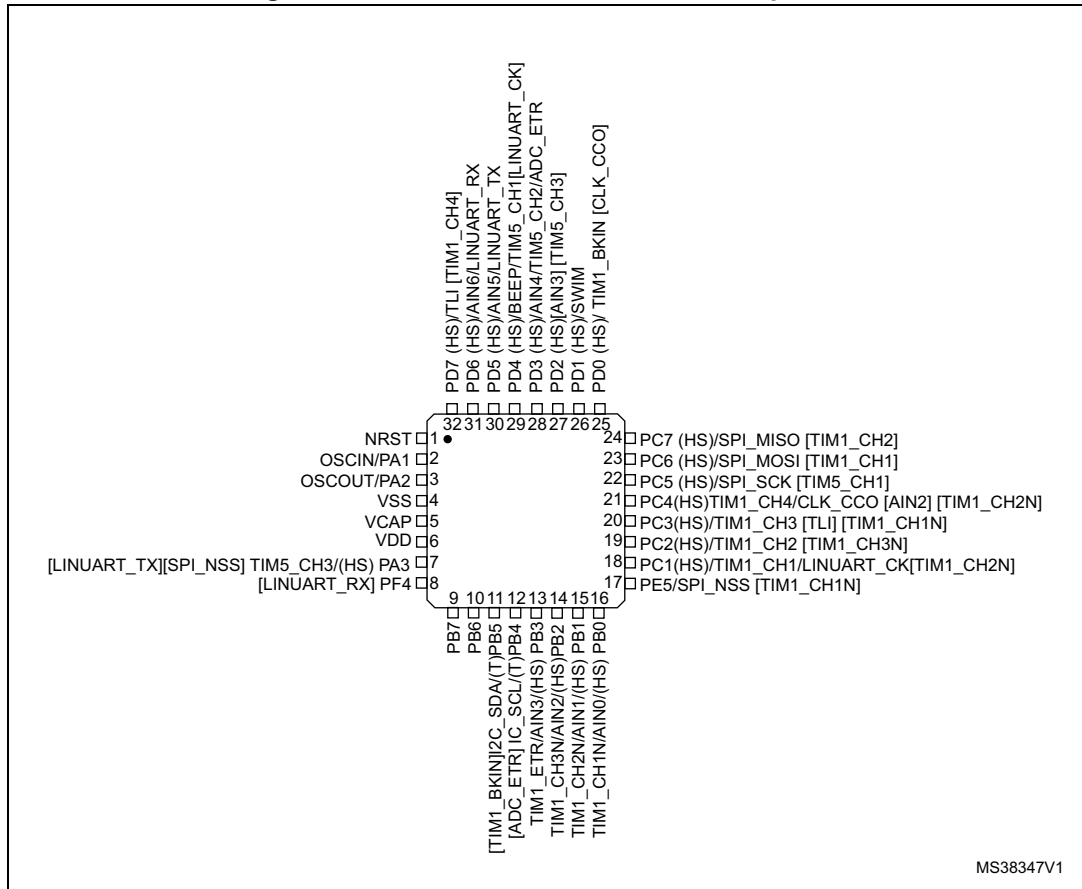 PD7 (HS)/TLI [TIM1_CH4]
PD6 (HS)/AIN6/LINUART_RX
PD5 (HS)/AIN5/LINUART_TX
PD4 (HS)/BEEP/TIM5_CH1[LINUART_CK]
PD3 (HS)/AIN4/TIM5_CH2/ADC_ETR
PD2 (HS)[AIN3] [TIM5_CH3]
PD1 (HS)/SWIM
PD0 (HS)/ TIM1_BKIN [CLK_CCO]
32 31 30 29 28 27 26 25
NRST 1
OSCIN/PA1 2
OSCOUT/PA2 3
VSS 4
VCAP 5
VDD 6
[LINUART_TX][SPI_NSS] TIM5_CH3/(HS) PA3 7
[LINUART_RX] PF4 8
24 PC7 (HS)/SPI_MISO [TIM1_CH2]
23 PC6 (HS)/SPI_MOSI [TIM1_CH1]
22 PC5 (HS)/SPI_SCK [TIM5_CH1]
21 PC4(HS)TIM1_CH4/CLK_CCO [AIN2] [TIM1_CH2N]
20 PC3(HS)/TIM1_CH3 [TLI] [TIM1_CH1N]
19 PC2(HS)/TIM1_CH2 [TIM1_CH3N]
18 PC1(HS)/TIM1_CH1/LINUART_CK[TIM1_CH2N]
17 PE5/SPI_NSS [TIM1_CH1N]
9 10 11 12 13 14 15 16
PB7
PB6
[TIM1_BKIN]I2C_SDA/(T)PB5
[ADC_ETR] IC_SCL/(T)PB4
TIM1_ETR/AIN3/(HS) PB3
TIM1_CH3N/AIN2/(HS)PB2
TIM1_CH2N/AIN1/(HS) PB1
TIM1_CH1N/AIN0/(HS) PB0
MS38347V1